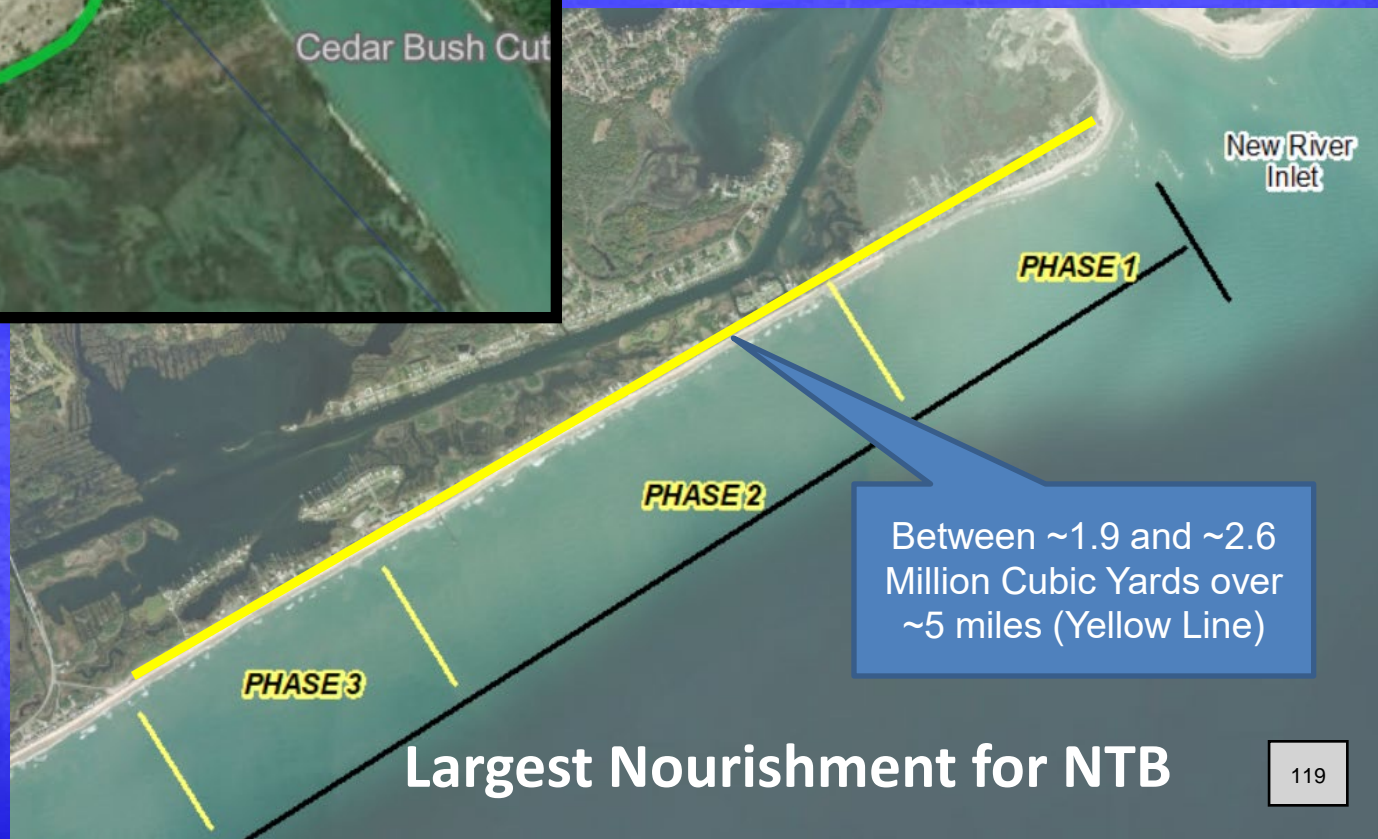 Cedar Bush Cut
New River
Inlet
PHASE 1
PHASE 2
Between ~1.9 and ~2.6
Million Cubic Yards over
~5 miles (Yellow Line)
PHASE 3
Largest Nourishment for NTB
119